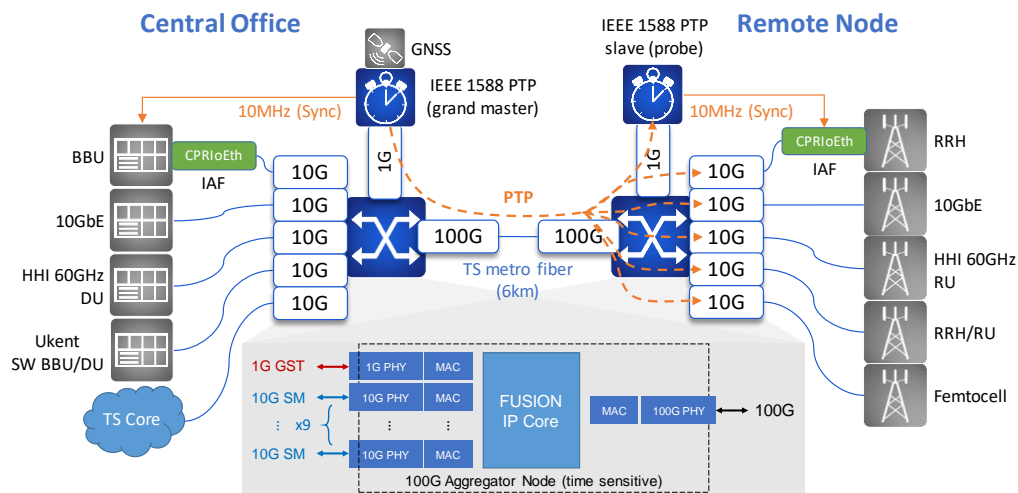 Central Office
Remote Node
GNSS
IEEE 1588 PTP
(grand master)
IEEE 1588 PTP
slave (probe)
10MHz (Sync)
10MHz (Sync)
BBU
CPRIoEth
IAF
1G
1G
CPRIoEth
IAF
RRH
10G
10G
10G
10G
10G
10GbE
HHI 60GHz
DU
Ukent
SW BBU/DU
TS Core
PTP
100G
100G
TS metro fiber
(6km)
10G
10G
10G
10G
10G
10GbE
HHI 60GHz
RU
RRH/RU
Femtocell
1G GST
1G PHY
MAC
10G SM
10G PHY
MAC
⋮ x9
⋮
⋮
10G SM
10G PHY
MAC
FUSION
IP Core
MAC
100G PHY
100G
100G Aggregator Node (time sensitive)